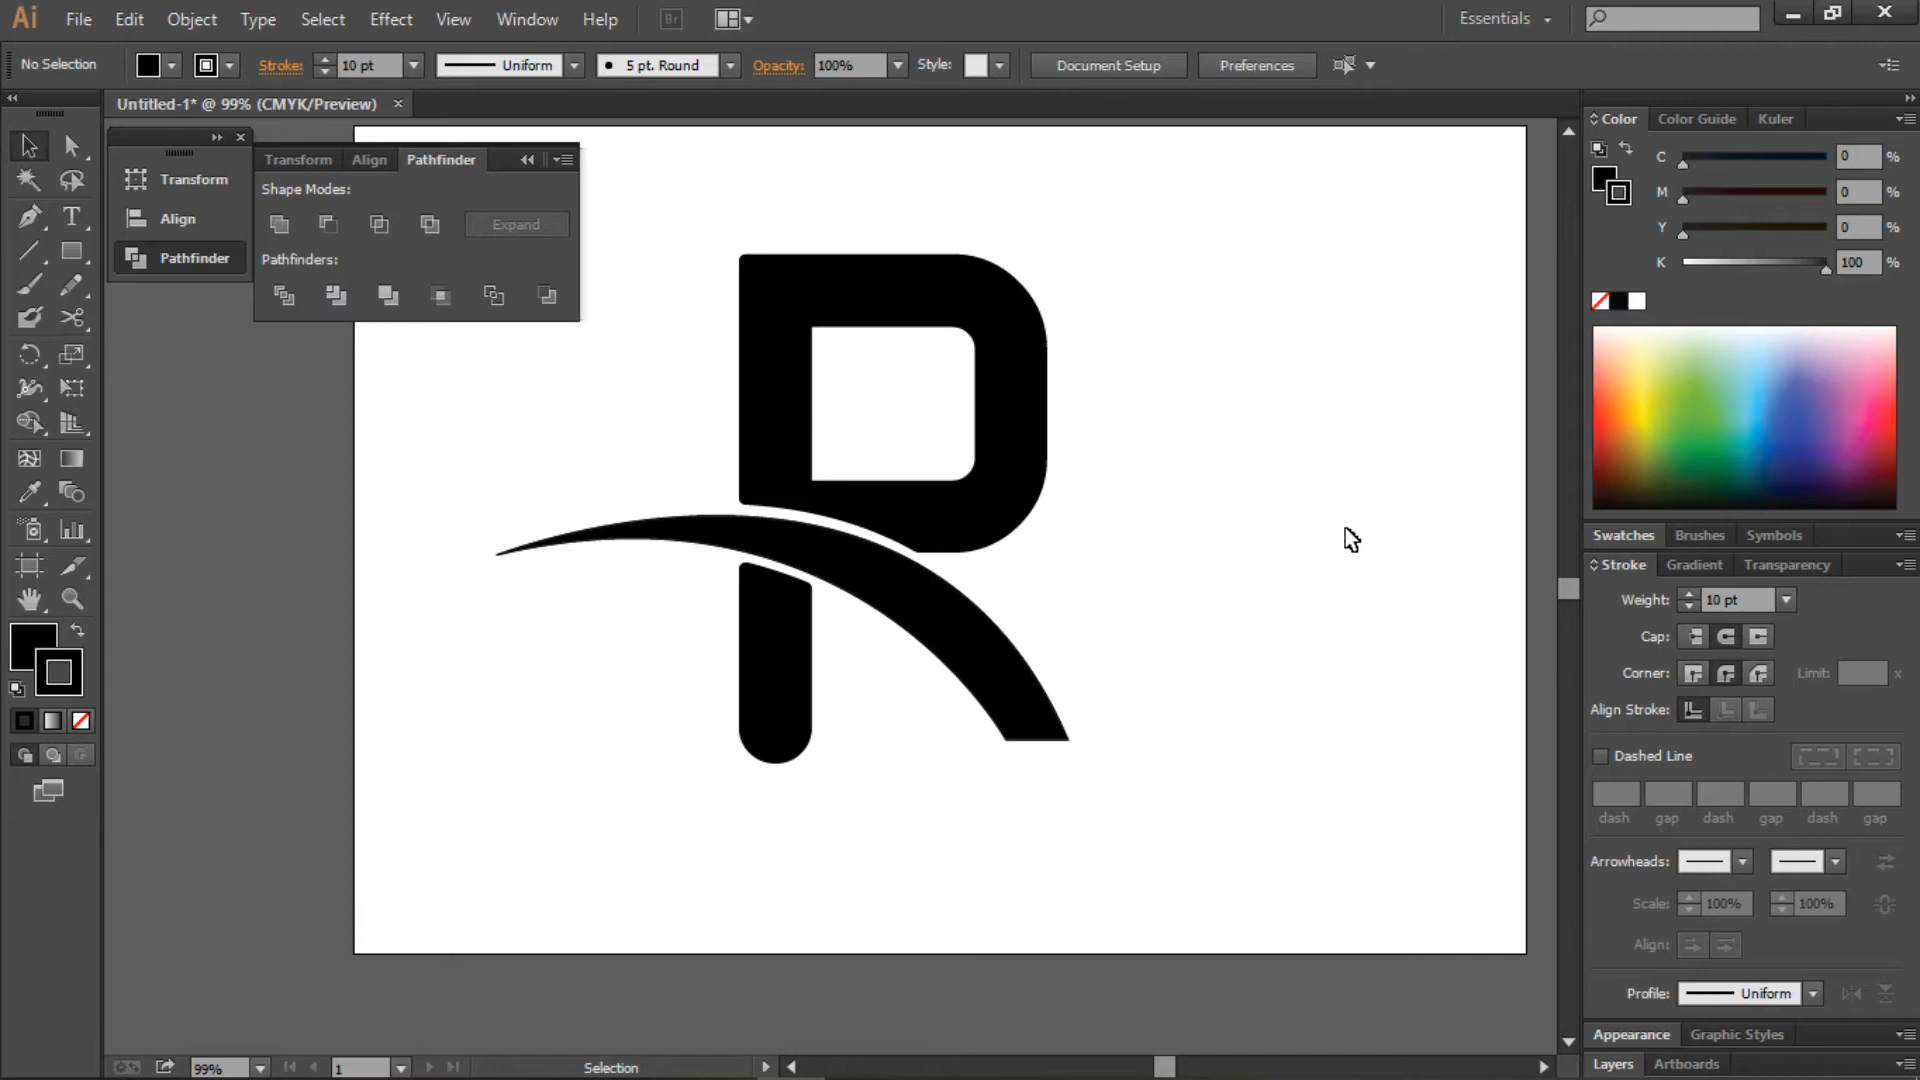 Ai File Edit Object Type Select Effect View Window Help Br Essentials
No Selection Stroke: 10 pt Uniform 5 pt. Round Opacity: 100% Style: Document Setup Preferences
Untitled-1* @ 99% (CMYK/Preview)
Transform
Align
Pathfinder
Transform Align Pathfinder
Shape Modes:
Expand
Pathfinders:
R
Color Color Guide Kuler
C 0 %
M 0 %
Y 0 %
K 100 %
Swatches Brushes Symbols
Stroke Gradient Transparency
Weight: 10 pt
Cap:
Corner: Limit: x
Align Stroke:
Dashed Line
dash gap dash gap dash gap
Arrowheads:
Scale: 100% 100%
Align:
Profile: Uniform
Appearance Graphic Styles
Layers Artboards
99% 1 Selection